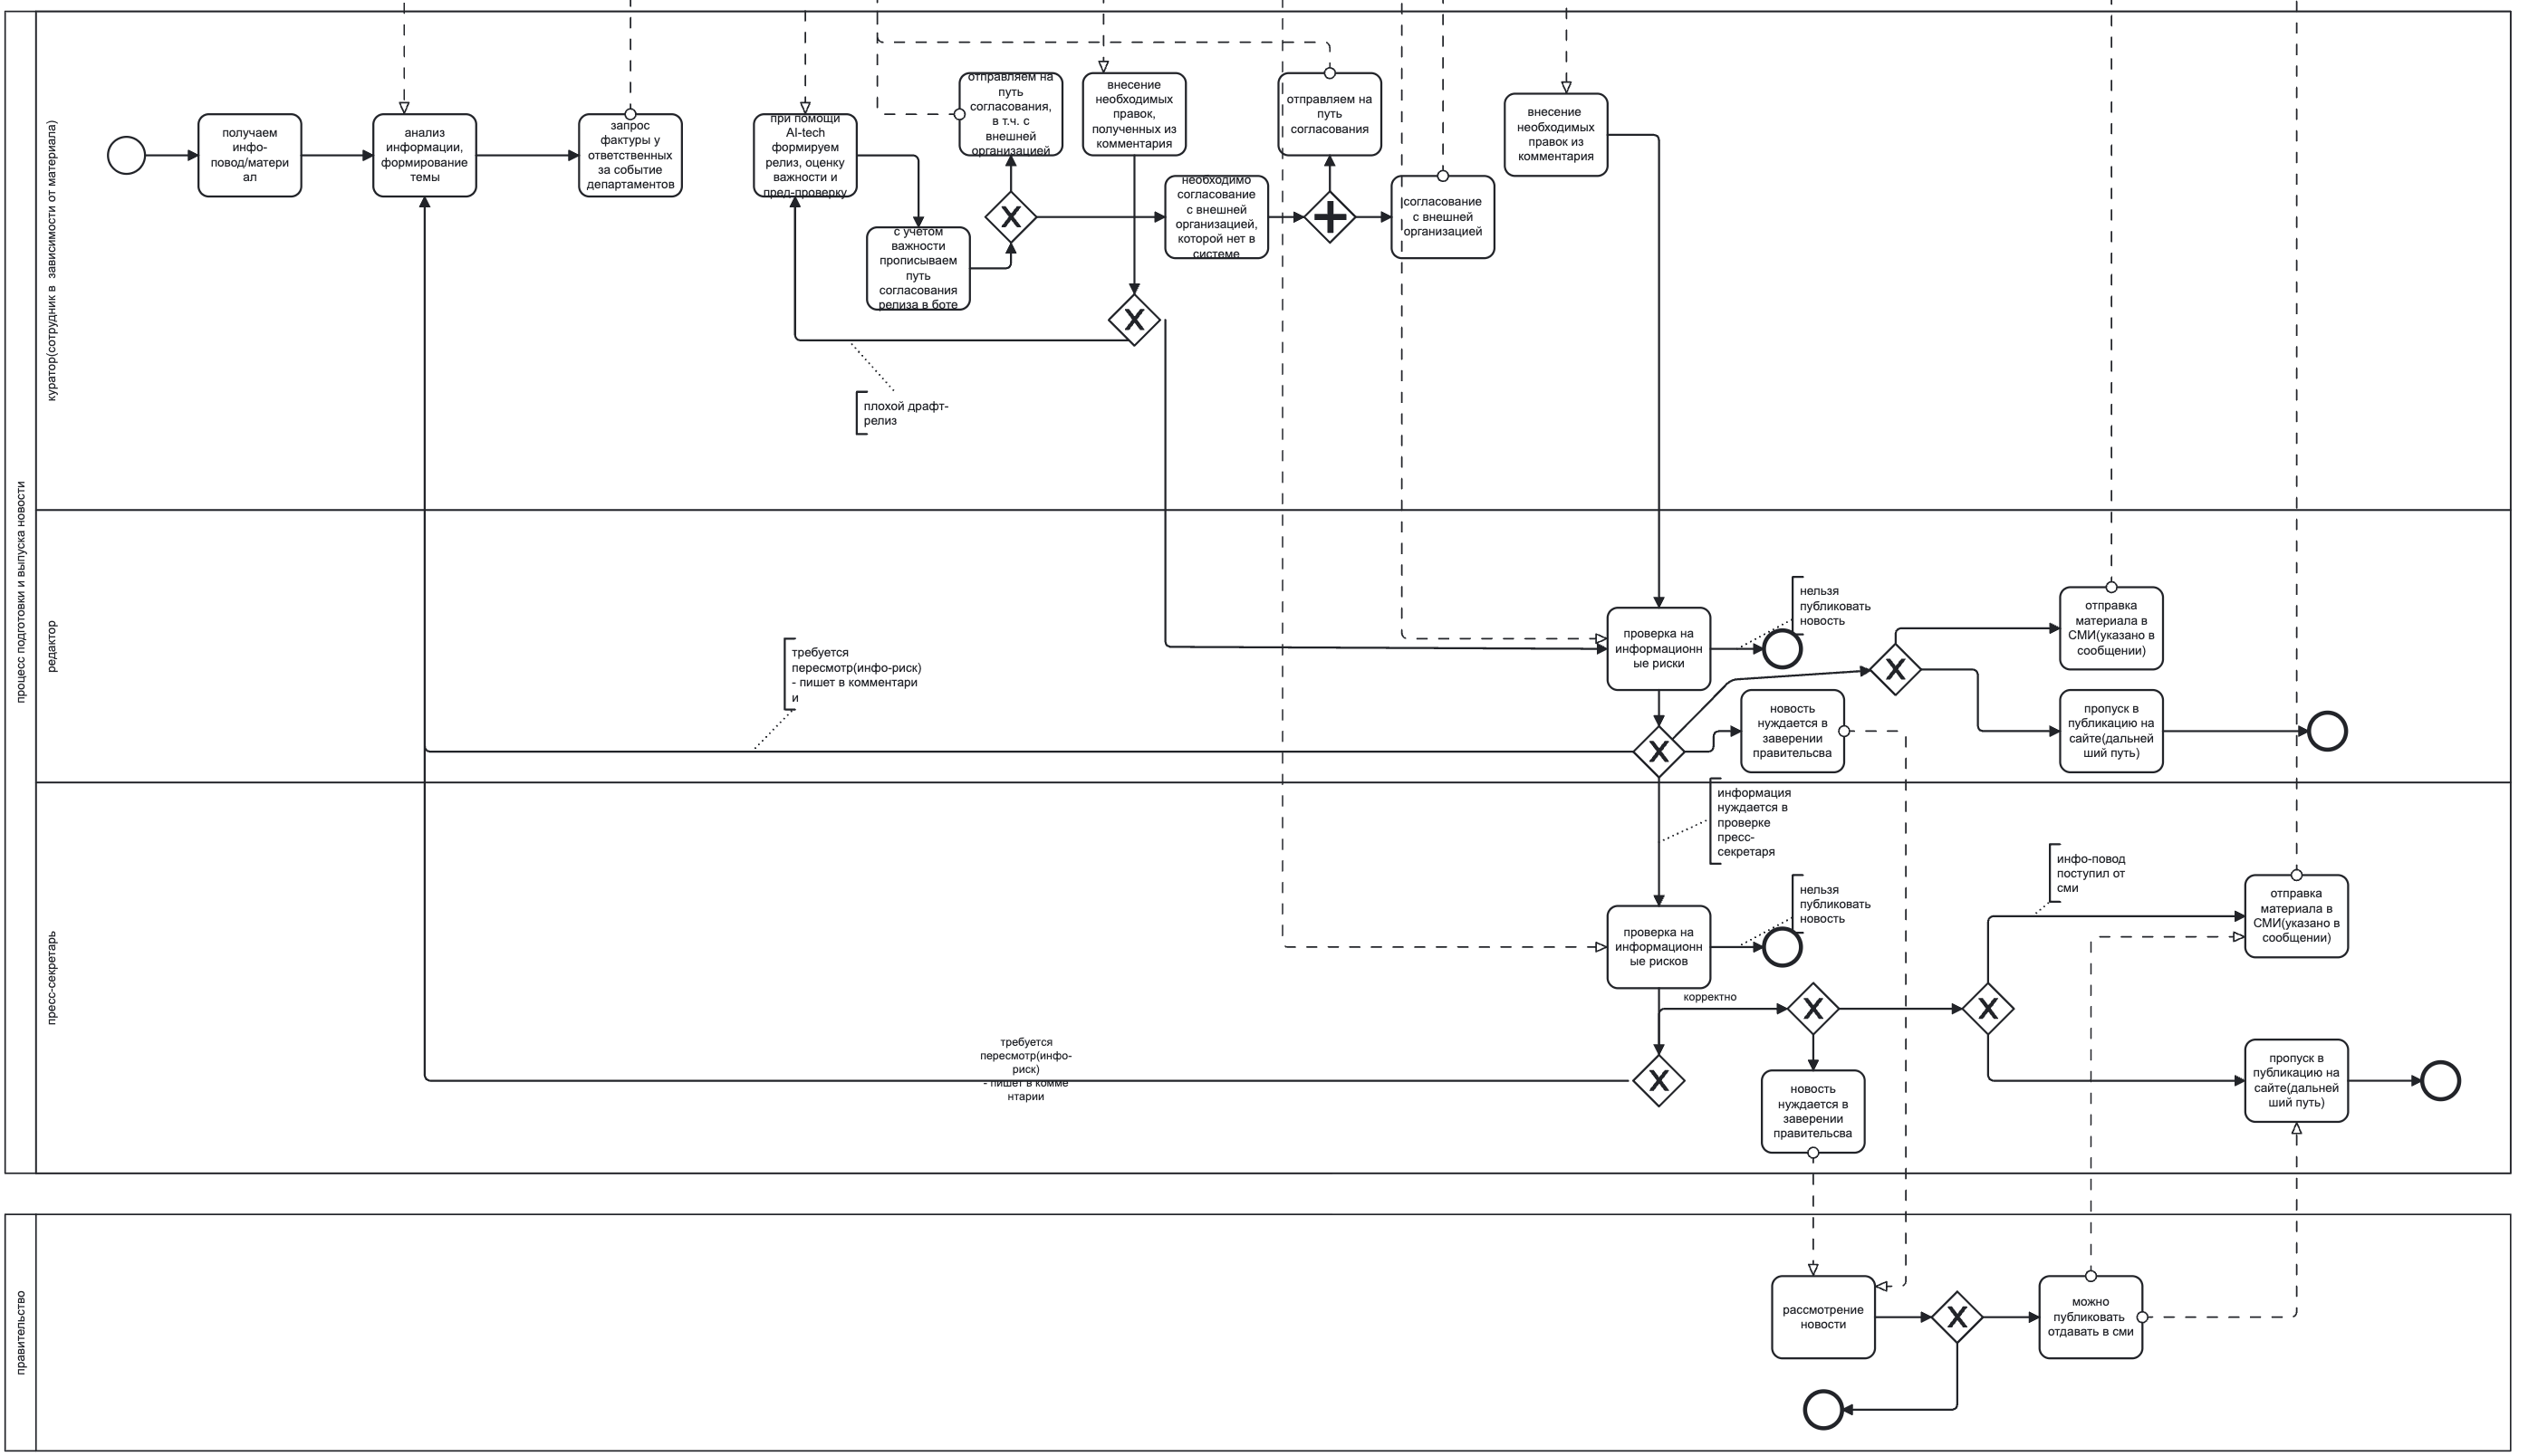 процесс подготовки и выпуска новости
куратор(сотрудник в зависимости от материала)
получаем
инфо-
повод/матери
ал
анализ
информации,
формирование
темы
запрос
фактуры у
ответственных
за событие
департаментов
при помощи
AI-tech
формируем
релиз, оценку
важности и
пред-проверку
с учетом
важности
прописываем
путь
согласования
релиза в боте
отправляем на
путь
согласования,
в т.ч. с
внешней
организацией
внесение
необходимых
правок,
полученных из
комментария
необходимо
согласование
с внешней
организацией,
которой нет в
системе
отправляем на
путь
согласования
согласование
с внешней
организацией
внесение
необходимых
правок из
комментария
плохой драфт-
релиз
редактор
требуется
пересмотр(инфо-риск)
- пишет в комментари
и
проверка на
информационн
ые риски
нельзя
публиковать
новость
новость
нуждается в
заверении
правительсва
отправка
материала в
СМИ(указано в
сообщении)
пропуск в
публикацию на
сайте(дальней
ший путь)
пресс-секретарь
информация
нуждается в
проверке
пресс-
секретаря
проверка на
информационн
ые рисков
нельзя
публиковать
новость
корректно
требуется
пересмотр(инфо-
риск)
- пишет в комме
нтарии
новость
нуждается в
заверении
правительсва
инфо-повод
поступил от
сми
отправка
материала в
СМИ(указано в
сообщении)
пропуск в
публикацию на
сайте(дальней
ший путь)
правительство
рассмотрение
новости
можно
публиковать
отдавать в сми